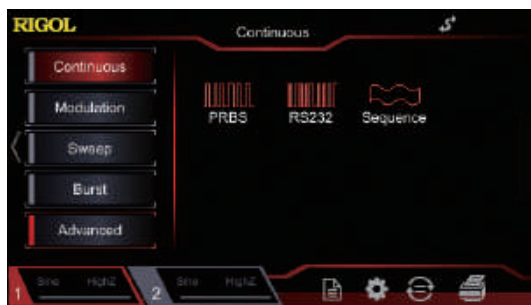 RIGOL
Continuous
Continuous
Modulation
Sweep
Burst
Advanced
PRBS
RS232
Sequence
1
Sine
HighZ
2
Sine
HighZ